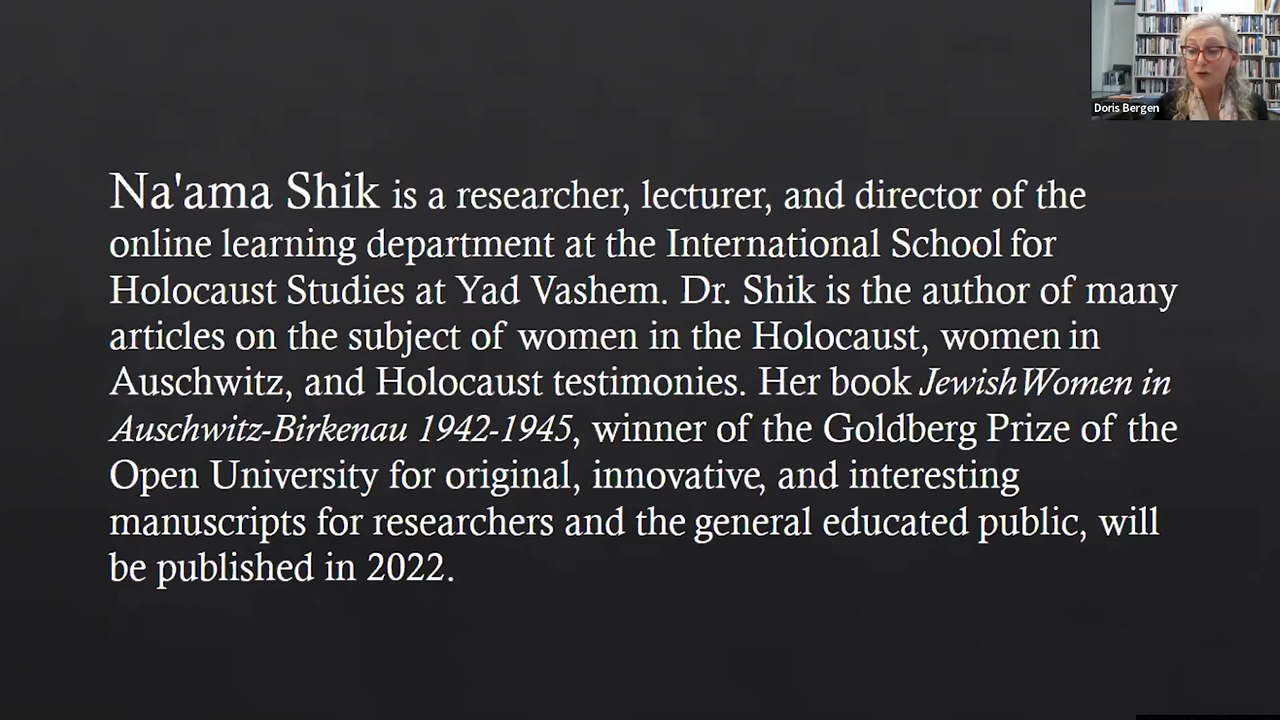 Doris Bergen
Na'ama Shik is a researcher, lecturer, and director of the
online learning department at the International School for
Holocaust Studies at Yad Vashem. Dr. Shik is the author of many
articles on the subject of women in the Holocaust, women in
Auschwitz, and Holocaust testimonies. Her book Jewish Women in
Auschwitz-Birkenau 1942-1945, winner of the Goldberg Prize of the
Open University for original, innovative, and interesting
manuscripts for researchers and the general educated public, will
be published in 2022.